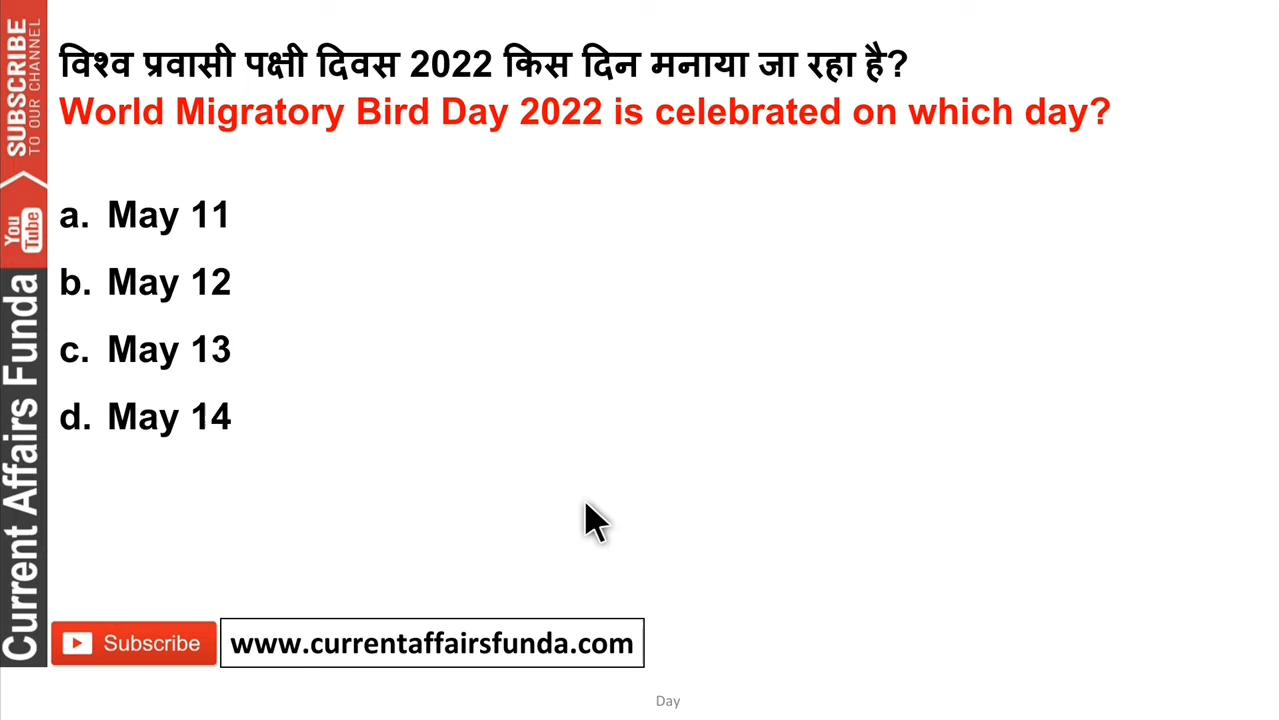 विश्व प्रवासी पक्षी दिवस 2022 किस दिन मनाया जा रहा है?
World Migratory Bird Day 2022 is celebrated on which day?
a. May 11
b. May 12
c. May 13
d. May 14
SUBSCRIBE
TO OUR CHANNEL
You
Tube
Current Affairs Funda
Subscribe
www.currentaffairsfunda.com
Day